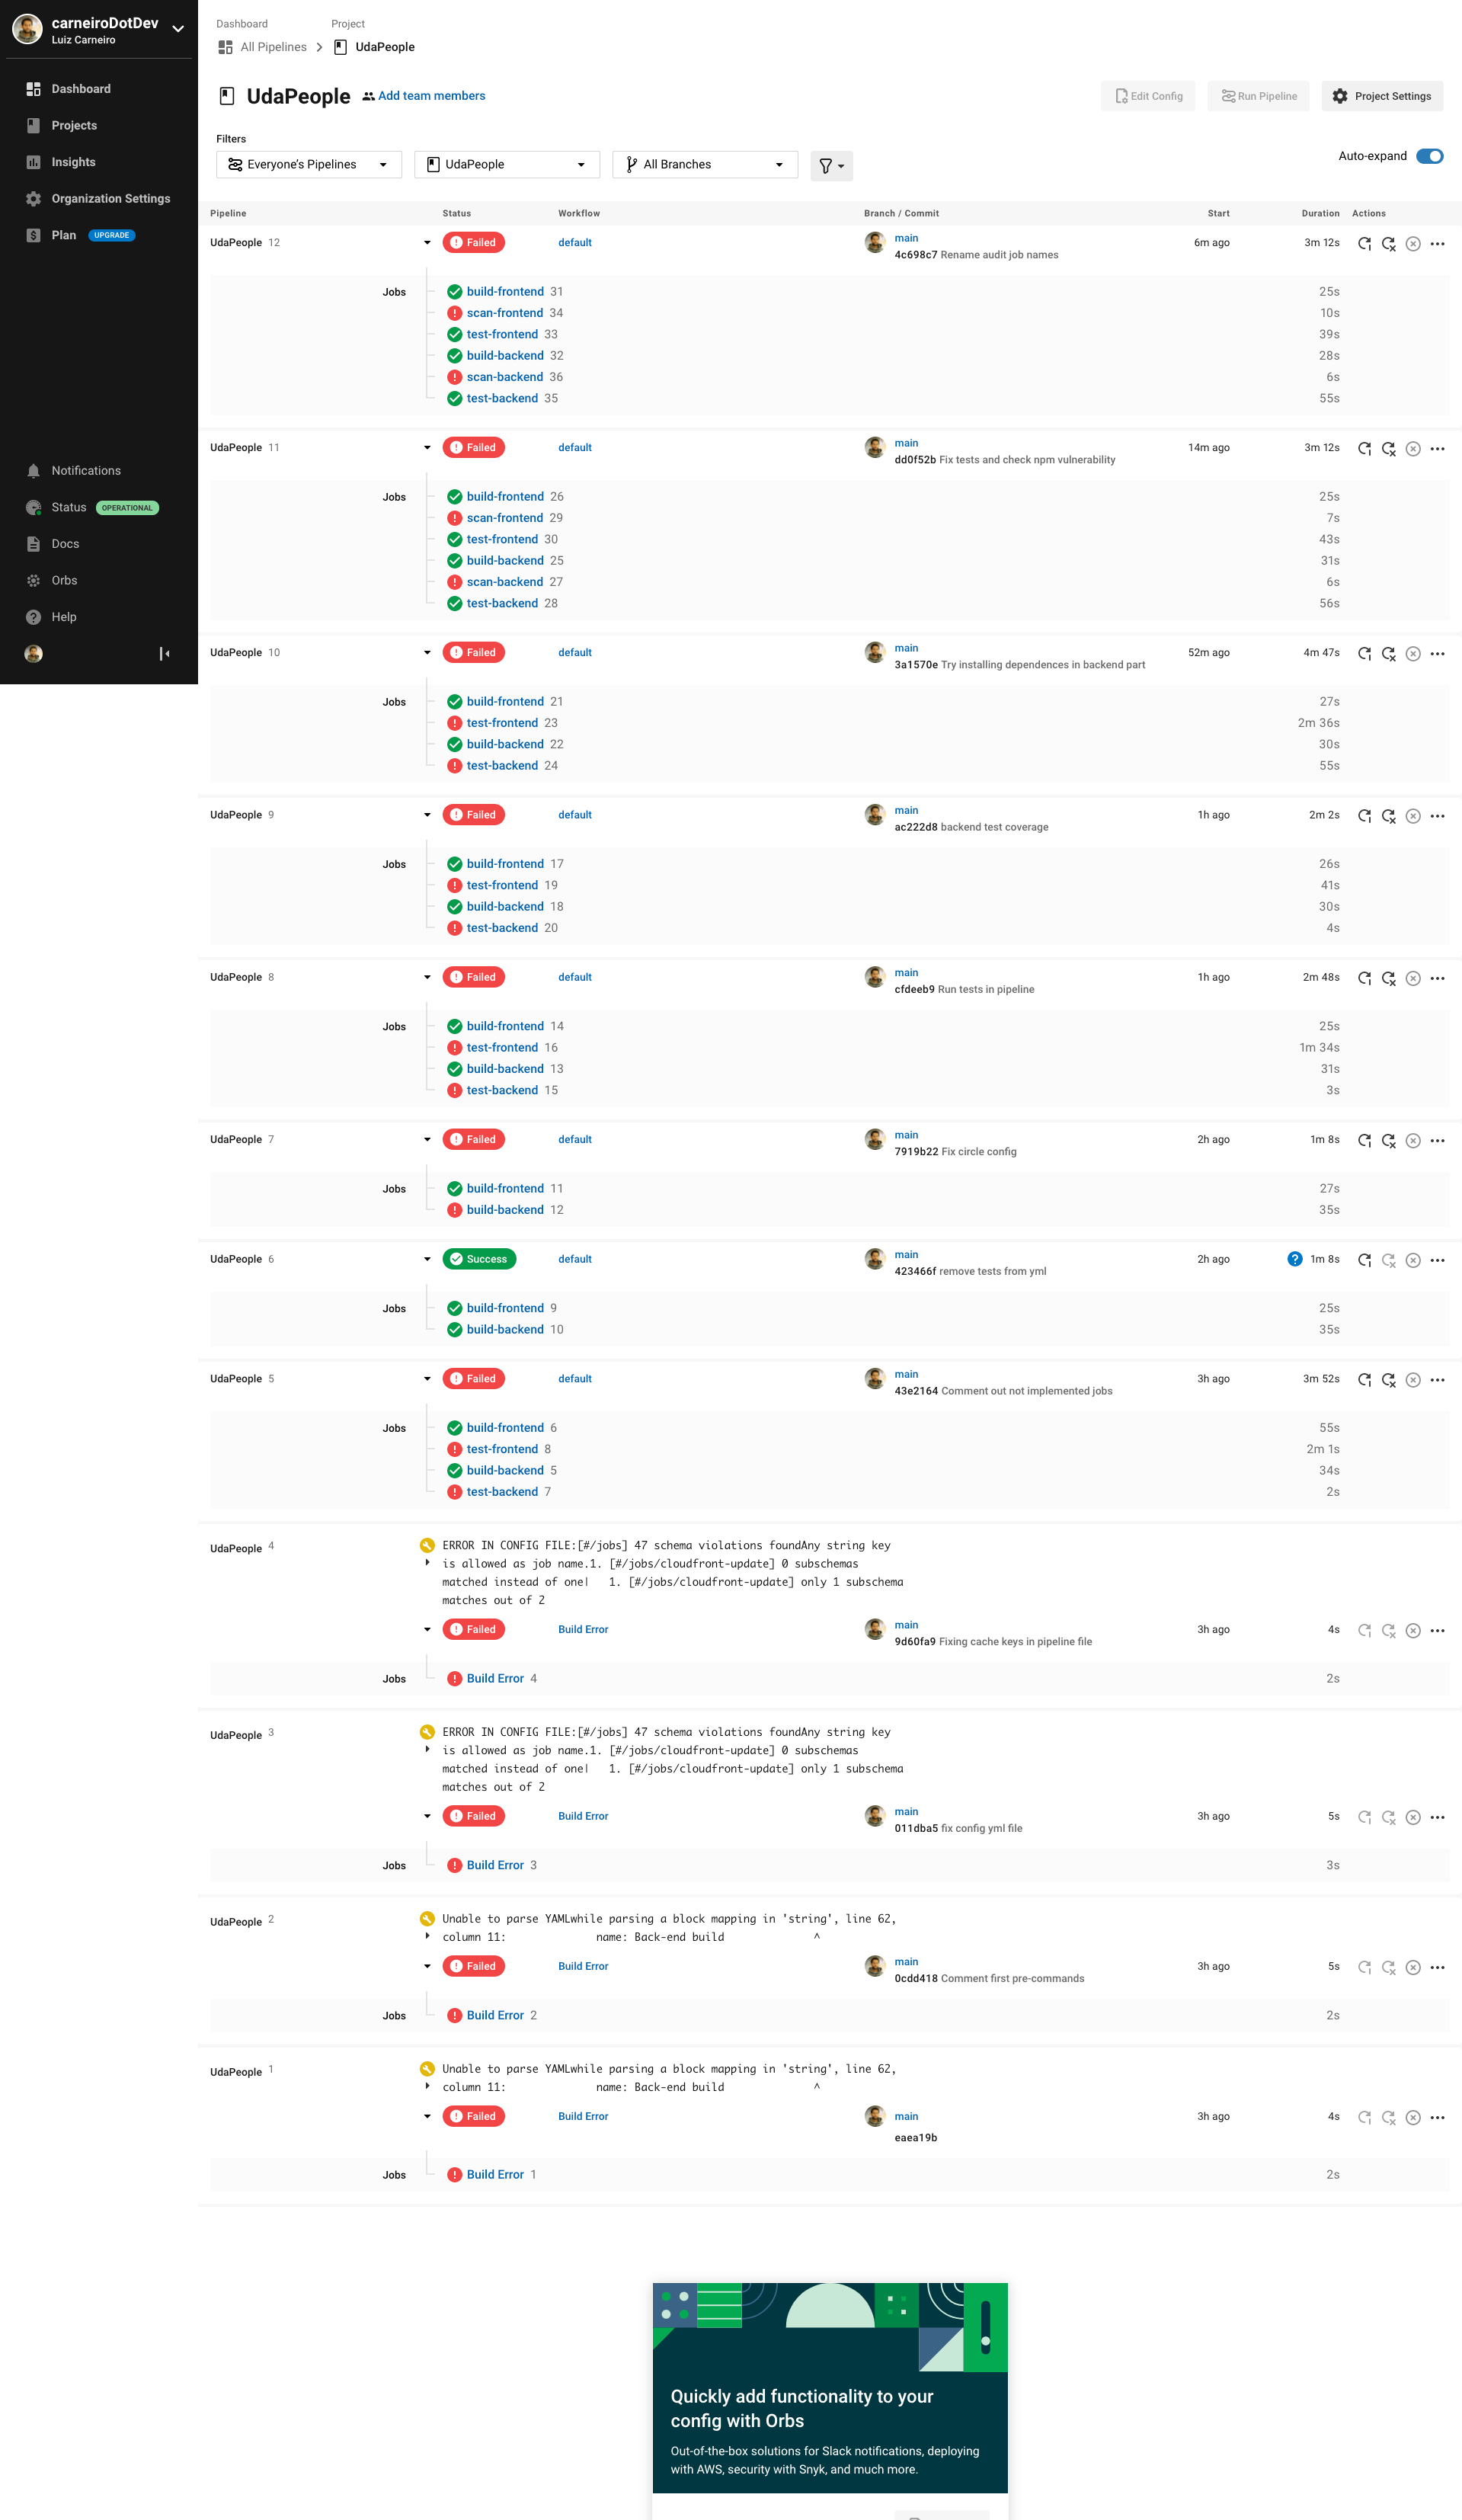 carneiroDotDev
Luiz Carneiro
Dashboard
Projects
Insights
Organization Settings
Plan UPGRADE
Notifications
Status OPERATIONAL
Docs
Orbs
Help
Dashboard Project
All Pipelines UdaPeople
UdaPeople Add team members Edit Config Run Pipeline Project Settings
Filters
Everyone's Pipelines UdaPeople All Branches Auto-expand
Pipeline Status Workflow Branch / Commit Start Duration Actions
UdaPeople 12 Failed default main 6m ago 3m 12s
4c698c7 Rename audit job names
Jobs build-frontend 31 25s
scan-frontend 34 10s
test-frontend 33 39s
build-backend 32 28s
scan-backend 36 6s
test-backend 35 55s
UdaPeople 11 Failed default main 14m ago 3m 12s
dd0f52b Fix tests and check npm vulnerability
Jobs build-frontend 26 25s
scan-frontend 29 7s
test-frontend 30 43s
build-backend 25 31s
scan-backend 27 6s
test-backend 28 56s
UdaPeople 10 Failed default main 52m ago 4m 47s
3a1570e Try installing dependences in backend part
Jobs build-frontend 21 27s
test-frontend 23 2m 36s
build-backend 22 30s
test-backend 24 55s
UdaPeople 9 Failed default main 1h ago 2m 2s
ac222d8 backend test coverage
Jobs build-frontend 17 26s
test-frontend 19 41s
build-backend 18 30s
test-backend 20 4s
UdaPeople 8 Failed default main 1h ago 2m 48s
cfdeeb9 Run tests in pipeline
Jobs build-frontend 14 25s
test-frontend 16 1m 34s
build-backend 13 31s
test-backend 15 3s
UdaPeople 7 Failed default main 2h ago 1m 8s
7919b22 Fix circle config
Jobs build-frontend 11 27s
build-backend 12 35s
UdaPeople 6 Success default main 2h ago ? 1m 8s
423466f remove tests from yml
Jobs build-frontend 9 25s
build-backend 10 35s
UdaPeople 5 Failed default main 3h ago 3m 52s
43e2164 Comment out not implemented jobs
Jobs build-frontend 6 55s
test-frontend 8 2m 1s
build-backend 5 34s
test-backend 7 2s
UdaPeople 4 ERROR IN CONFIG FILE:[#/jobs] 47 schema violations foundAny string key
is allowed as job name.1. [#/jobs/cloudfront-update] 0 subschemas
matched instead of one|   1. [#/jobs/cloudfront-update] only 1 subschema
matches out of 2
Failed Build Error main 3h ago 4s
9d60fa9 Fixing cache keys in pipeline file
Jobs Build Error 4 2s
UdaPeople 3 ERROR IN CONFIG FILE:[#/jobs] 47 schema violations foundAny string key
is allowed as job name.1. [#/jobs/cloudfront-update] 0 subschemas
matched instead of one|   1. [#/jobs/cloudfront-update] only 1 subschema
matches out of 2
Failed Build Error main 3h ago 5s
011dba5 fix config yml file
Jobs Build Error 3 3s
UdaPeople 2 Unable to parse YAMLwhile parsing a block mapping in 'string', line 62,
column 11:              name: Back-end build              ^
Failed Build Error main 3h ago 5s
0cdd418 Comment first pre-commands
Jobs Build Error 2 2s
UdaPeople 1 Unable to parse YAMLwhile parsing a block mapping in 'string', line 62,
column 11:              name: Back-end build              ^
Failed Build Error main 3h ago 4s
eaea19b
Jobs Build Error 1 2s
Quickly add functionality to your
config with Orbs
Out-of-the-box solutions for Slack notifications, deploying
with AWS, security with Snyk, and much more.